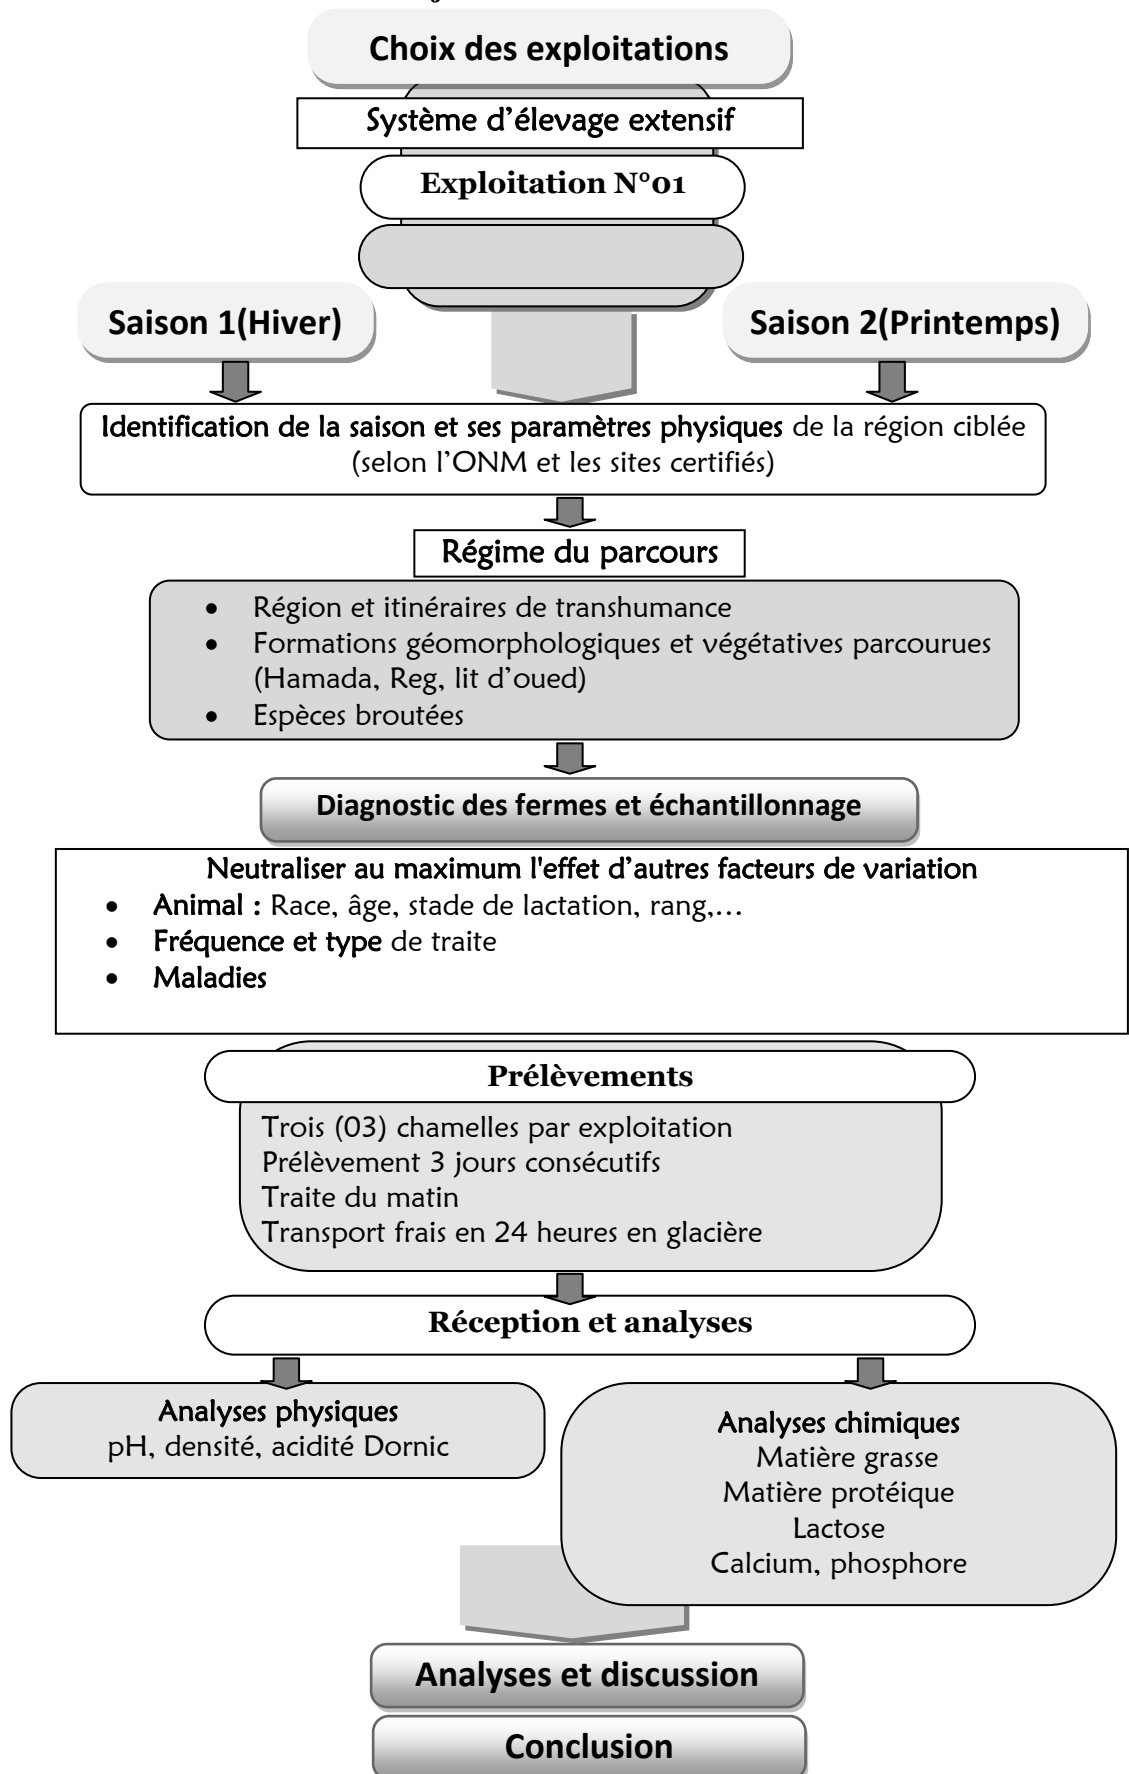 Choix des exploitations
Système d’élevage extensif
Exploitation N°01
Saison 1(Hiver)
Saison 2(Printemps)
Identification de la saison et ses paramètres physiques de la région ciblée
(selon l’ONM et les sites certifiés)
Régime du parcours
• Région et itinéraires de transhumance
• Formations géomorphologiques et végétatives parcourues
(Hamada, Reg, lit d’oued)
• Espèces broutées
Diagnostic des fermes et échantillonnage
Neutraliser au maximum l'effet d’autres facteurs de variation
• Animal : Race, âge, stade de lactation, rang,…
• Fréquence et type de traite
• Maladies
Prélèvements
Trois (03) chamelles par exploitation
Prélèvement 3 jours consécutifs
Traite du matin
Transport frais en 24 heures en glacière
Réception et analyses
Analyses physiques
pH, densité, acidité Dornic
Analyses chimiques
Matière grasse
Matière protéique
Lactose
Calcium, phosphore
Analyses et discussion
Conclusion